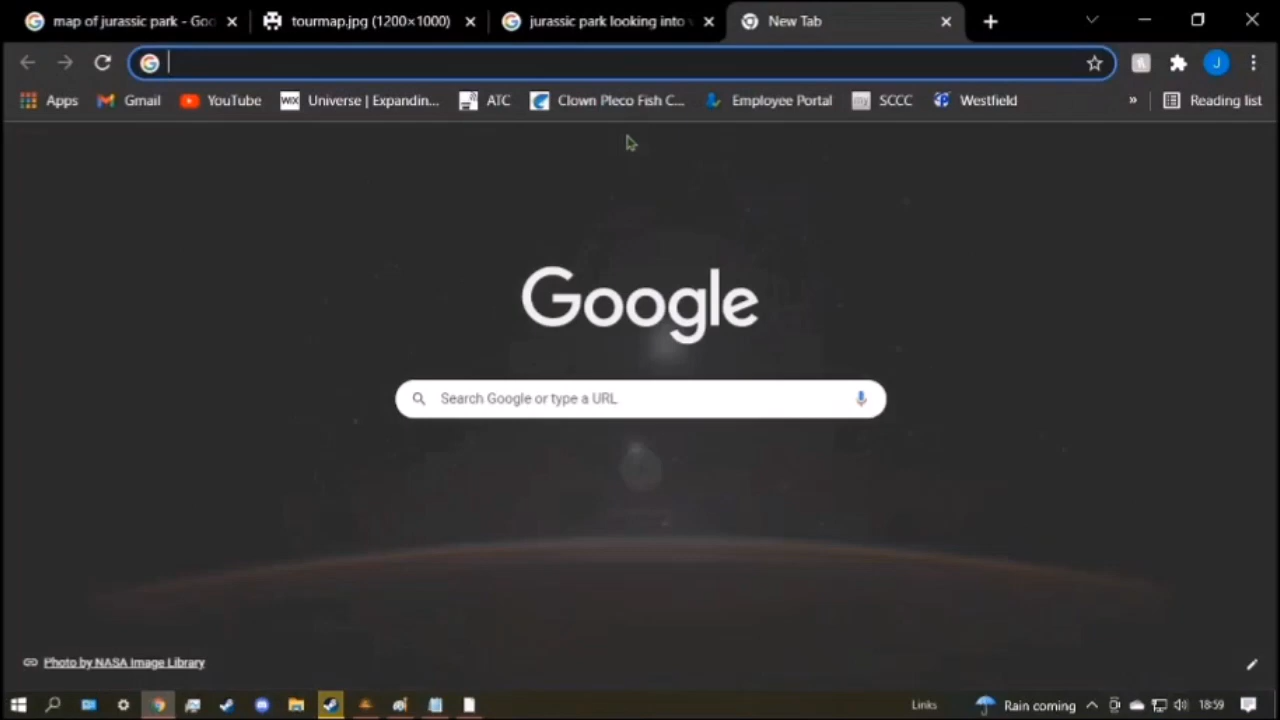 map of jurassic park - Goo
tourmap.jpg (1200×1000)
jurassic park looking into v
New Tab
Apps
Gmail
YouTube
WIX
Universe | Expandin...
ATC
Clown Pleco Fish C...
Employee Portal
my
SCCC
Westfield
»
Reading list
J
Google
Search Google or type a URL
Photo by NASA Image Library
Links
Rain coming
18:59